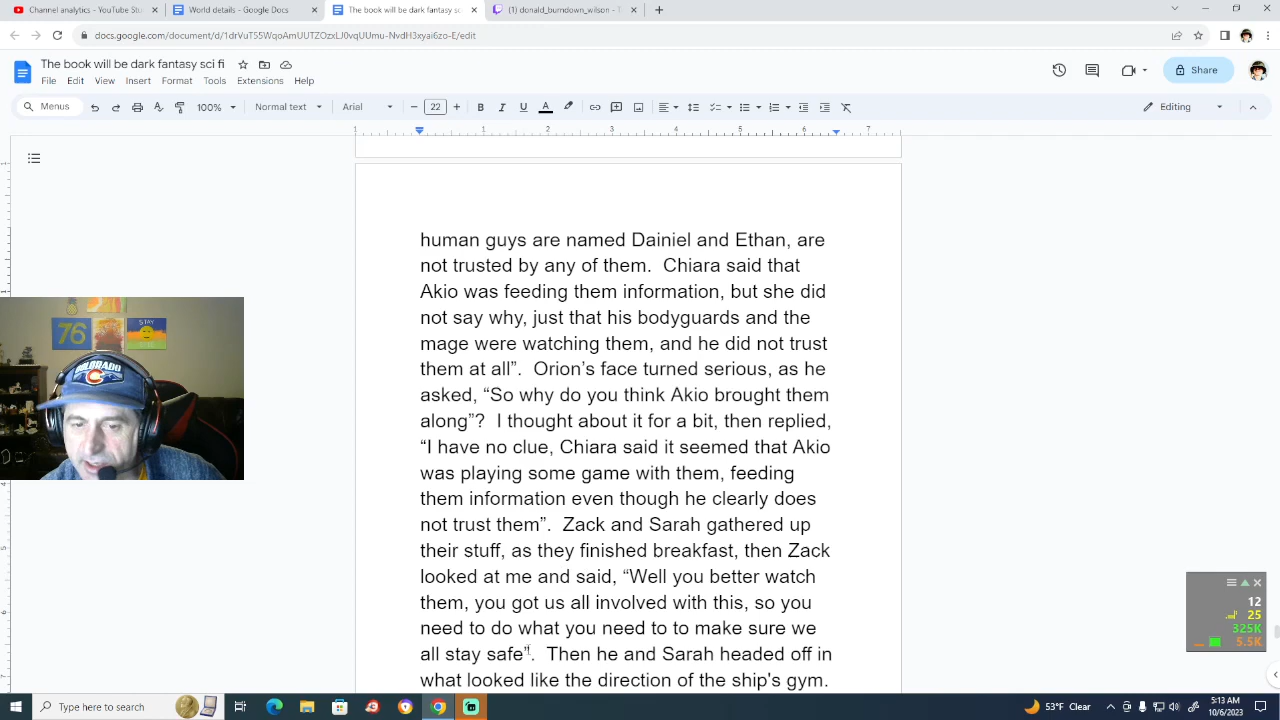 Channel analytics - YouTube Stu
World details - Google Docs
The book will be dark fantasy sc
(1) donald_burndown_wilson - T
docs.google.com/document/d/1drVuT55WqoAmUUTZOzxLJ0vqUUmu-NvdH3xyai6zo-E/edit
The book will be dark fantasy sci fi
File Edit View Insert Format Tools Extensions Help
Share
Menus 100% Normal text Arial 22 B I U A Editing
1 1 2 3 4 5 6 7
human guys are named Dainiel and Ethan, are
not trusted by any of them.  Chiara said that
Akio was feeding them information, but she did
not say why, just that his bodyguards and the
mage were watching them, and he did not trust
them at all”.  Orion’s face turned serious, as he
asked, “So why do you think Akio brought them
along”?  I thought about it for a bit, then replied,
“I have no clue, Chiara said it seemed that Akio
was playing some game with them, feeding
them information even though he clearly does
not trust them”.  Zack and Sarah gathered up
their stuff, as they finished breakfast, then Zack
looked at me and said, “Well you better watch
them, you got us all involved with this, so you
need to do what you need to to make sure we
all stay safe”.  Then he and Sarah headed off in
what looked like the direction of the ship's gym.
76
STAY
COLORADO
12
25
325K
5.5K
Type here to search
53°F Clear
5:13 AM
10/6/2023